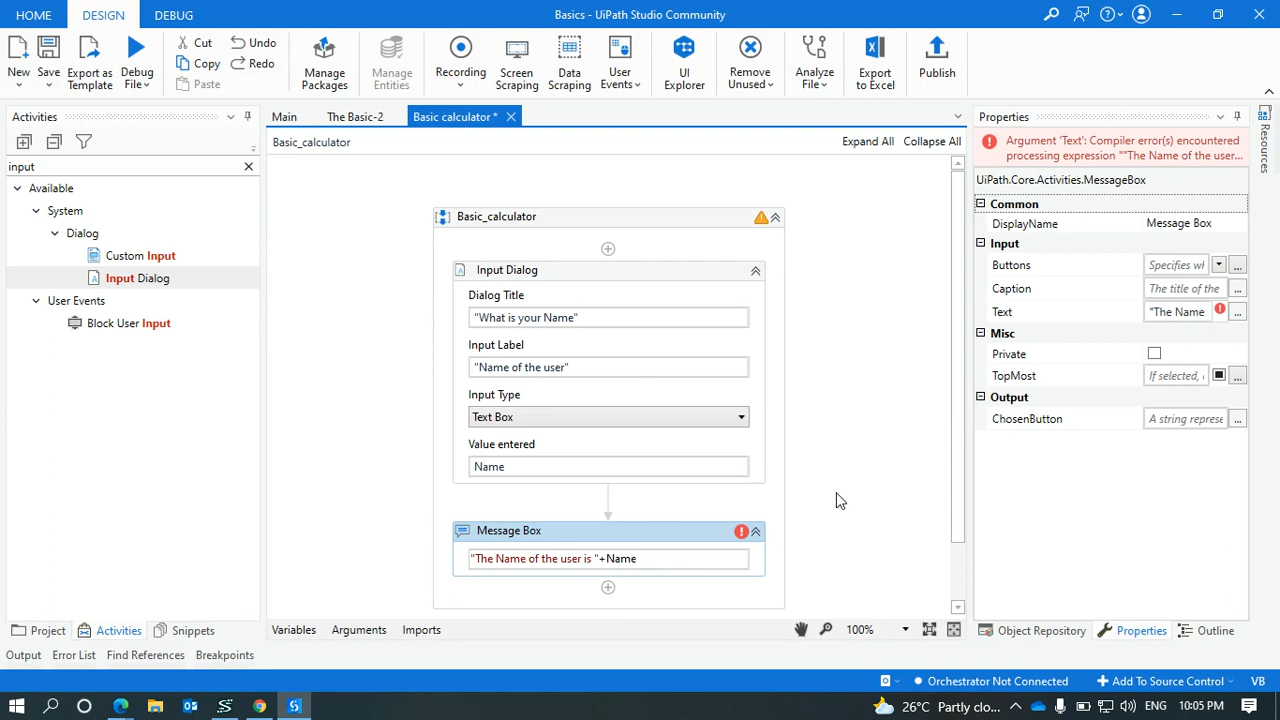 HOME
DESIGN
DEBUG
Basics - UiPath Studio Community
New
Save
Export as Template
Debug File
Cut
Copy
Paste
Undo
Redo
Manage Packages
Manage Entities
Recording
Screen Scraping
Data Scraping
User Events
UI Explorer
Remove Unused
Analyze File
Export to Excel
Publish
Activities
input
Available
System
Dialog
Custom Input
Input Dialog
User Events
Block User Input
Main
The Basic-2
Basic calculator *
Basic_calculator
Expand All
Collapse All
Basic_calculator
Input Dialog
Dialog Title
"What is your Name"
Input Label
"Name of the user"
Input Type
Text Box
Value entered
Name
Message Box
"The Name of the user is "+Name
Variables
Arguments
Imports
100%
Properties
Argument 'Text': Compiler error(s) encountered
processing expression ""The Name of the user...
UiPath.Core.Activities.MessageBox
Common
DisplayName
Message Box
Input
Buttons
Specifies wl
Caption
The title of the
Text
"The Name
Misc
Private
TopMost
If selected,
Output
ChosenButton
A string represe
Resources
Project
Activities
Snippets
Object Repository
Properties
Outline
Output
Error List
Find References
Breakpoints
Orchestrator Not Connected
Add To Source Control
VB
26°C Partly clo...
ENG
10:05 PM